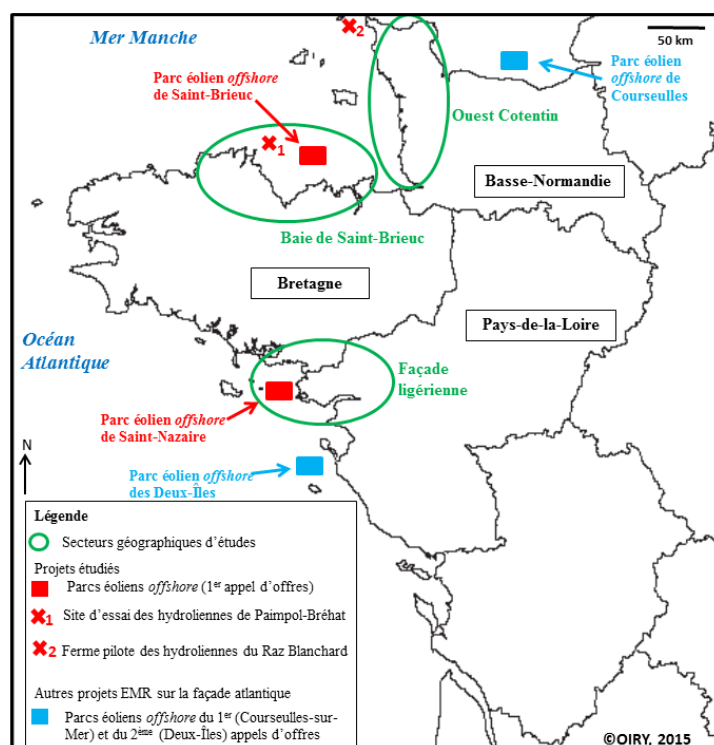 Mer Manche
2
50 km
Parc éolien offshore
de Saint-Brieuc
Parc éolien
offshore de
Courseulles
1
Ouest Cotentin
Basse-Normandie
Baie de Saint-Brieuc
Bretagne
Pays-de-la-Loire
Océan
Atlantique
Façade
ligérienne
Parc éolien offshore
de Saint-Nazaire
N
Parc éolien offshore
des Deux-Îles
Légende
Secteurs géographiques d'études
Projets étudiés
Parcs éoliens offshore (1er appel d'offres)
1 Site d'essai des hydroliennes de Paimpol-Bréhat
2 Ferme pilote des hydroliennes du Raz Blanchard
Autres projets EMR sur la façade atlantique
Parcs éoliens offshore du 1er (Courseulles-sur-
Mer) et du 2ème (Deux-Îles) appels d'offres
©OIRY, 2015